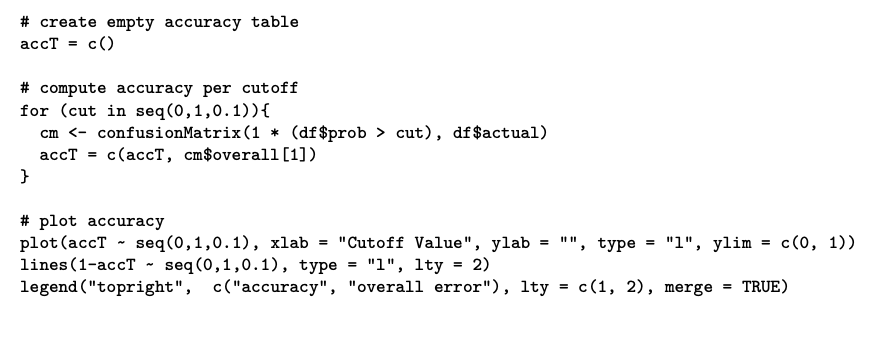 # create empty accuracy table
accT = c()
# compute accuracy per cutoff
for (cut in seq(0,1,0.1)){
  cm <- confusionMatrix(1 * (df$prob > cut), df$actual)
  accT = c(accT, cm$overall[1])
}
# plot accuracy
plot(accT ~ seq(0,1,0.1), xlab = "Cutoff Value", ylab = "", type = "l", ylim = c(0, 1))
lines(1-accT ~ seq(0,1,0.1), type = "l", lty = 2)
legend("topright",  c("accuracy", "overall error"), lty = c(1, 2), merge = TRUE)